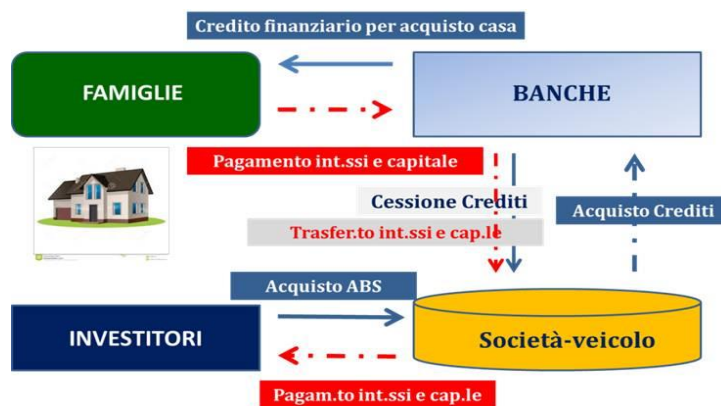 Credito finanziario per acquisto casa
FAMIGLIE
BANCHE
Pagamento int.ssi e capitale
Cessione Crediti
Acquisto Crediti
Trasfer.to int.ssi e cap.le
Acquisto ABS
INVESTITORI
Società-veicolo
Pagam.to int.ssi e cap.le